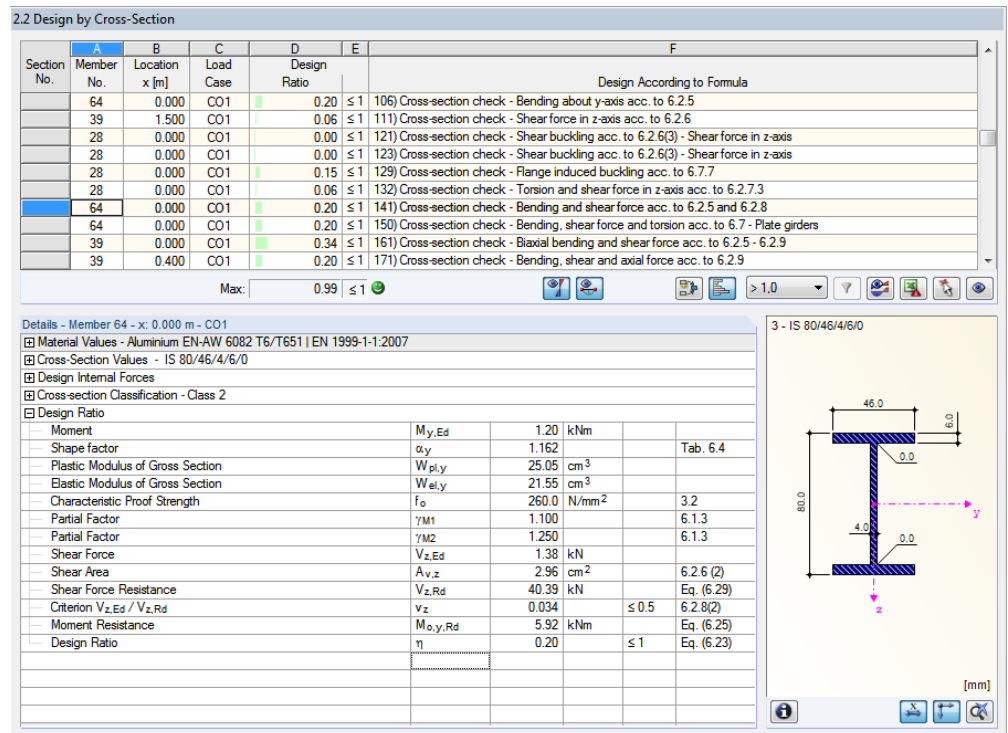 2.2 Design by Cross-Section
A B C D E F
Section Member Location Load Design
No. No. x [m] Case Ratio Design According to Formula
64 0.000 CO1 0.20 ≤ 1 106) Cross-section check - Bending about y-axis acc. to 6.2.5
39 1.500 CO1 0.06 ≤ 1 111) Cross-section check - Shear force in z-axis acc. to 6.2.6
28 0.000 CO1 0.00 ≤ 1 121) Cross-section check - Shear buckling acc. to 6.2.6(3) - Shear force in z-axis
28 0.000 CO1 0.00 ≤ 1 123) Cross-section check - Shear buckling acc. to 6.2.6(3) - Shear force in z-axis
28 0.000 CO1 0.15 ≤ 1 129) Cross-section check - Flange induced buckling acc. to 6.7.7
28 0.000 CO1 0.06 ≤ 1 132) Cross-section check - Torsion and shear force in z-axis acc. to 6.2.7.3
64 0.000 CO1 0.20 ≤ 1 141) Cross-section check - Bending and shear force acc. to 6.2.5 and 6.2.8
64 0.000 CO1 0.20 ≤ 1 150) Cross-section check - Bending, shear force and torsion acc. to 6.7 - Plate girders
39 0.000 CO1 0.34 ≤ 1 161) Cross-section check - Biaxial bending and shear force acc. to 6.2.5 - 6.2.9
39 0.400 CO1 0.20 ≤ 1 171) Cross-section check - Bending, shear and axial force acc. to 6.2.9
Max: 0.99 ≤ 1 > 1,0
Details - Member 64 - x: 0.000 m - CO1
Material Values - Aluminium EN-AW 6082 T6/T651 | EN 1999-1-1:2007
Cross-Section Values - IS 80/46/4/6/0
Design Internal Forces
Cross-section Classification - Class 2
Design Ratio
Moment My,Ed 1.20 kNm
Shape factor αy 1.162 Tab. 6.4
Plastic Modulus of Gross Section Wpl,y 25.05 cm3
Elastic Modulus of Gross Section Wel,y 21.55 cm3
Characteristic Proof Strength fo 260.0 N/mm2 3.2
Partial Factor γM1 1.100 6.1.3
Partial Factor γM2 1.250 6.1.3
Shear Force Vz,Ed 1.38 kN
Shear Area Av,z 2.96 cm2 6.2.6 (2)
Shear Force Resistance Vz,Rd 40.39 kN Eq. (6.29)
Criterion Vz,Ed / Vz,Rd vz 0.034 ≤ 0.5 6.2.8(2)
Moment Resistance Mo,y,Rd 5.92 kNm Eq. (6.25)
Design Ratio η 0.20 ≤ 1 Eq. (6.23)
3 - IS 80/46/4/6/0
46.0
6.0
0.0
80.0
y
4.0
0.0
z
[mm]